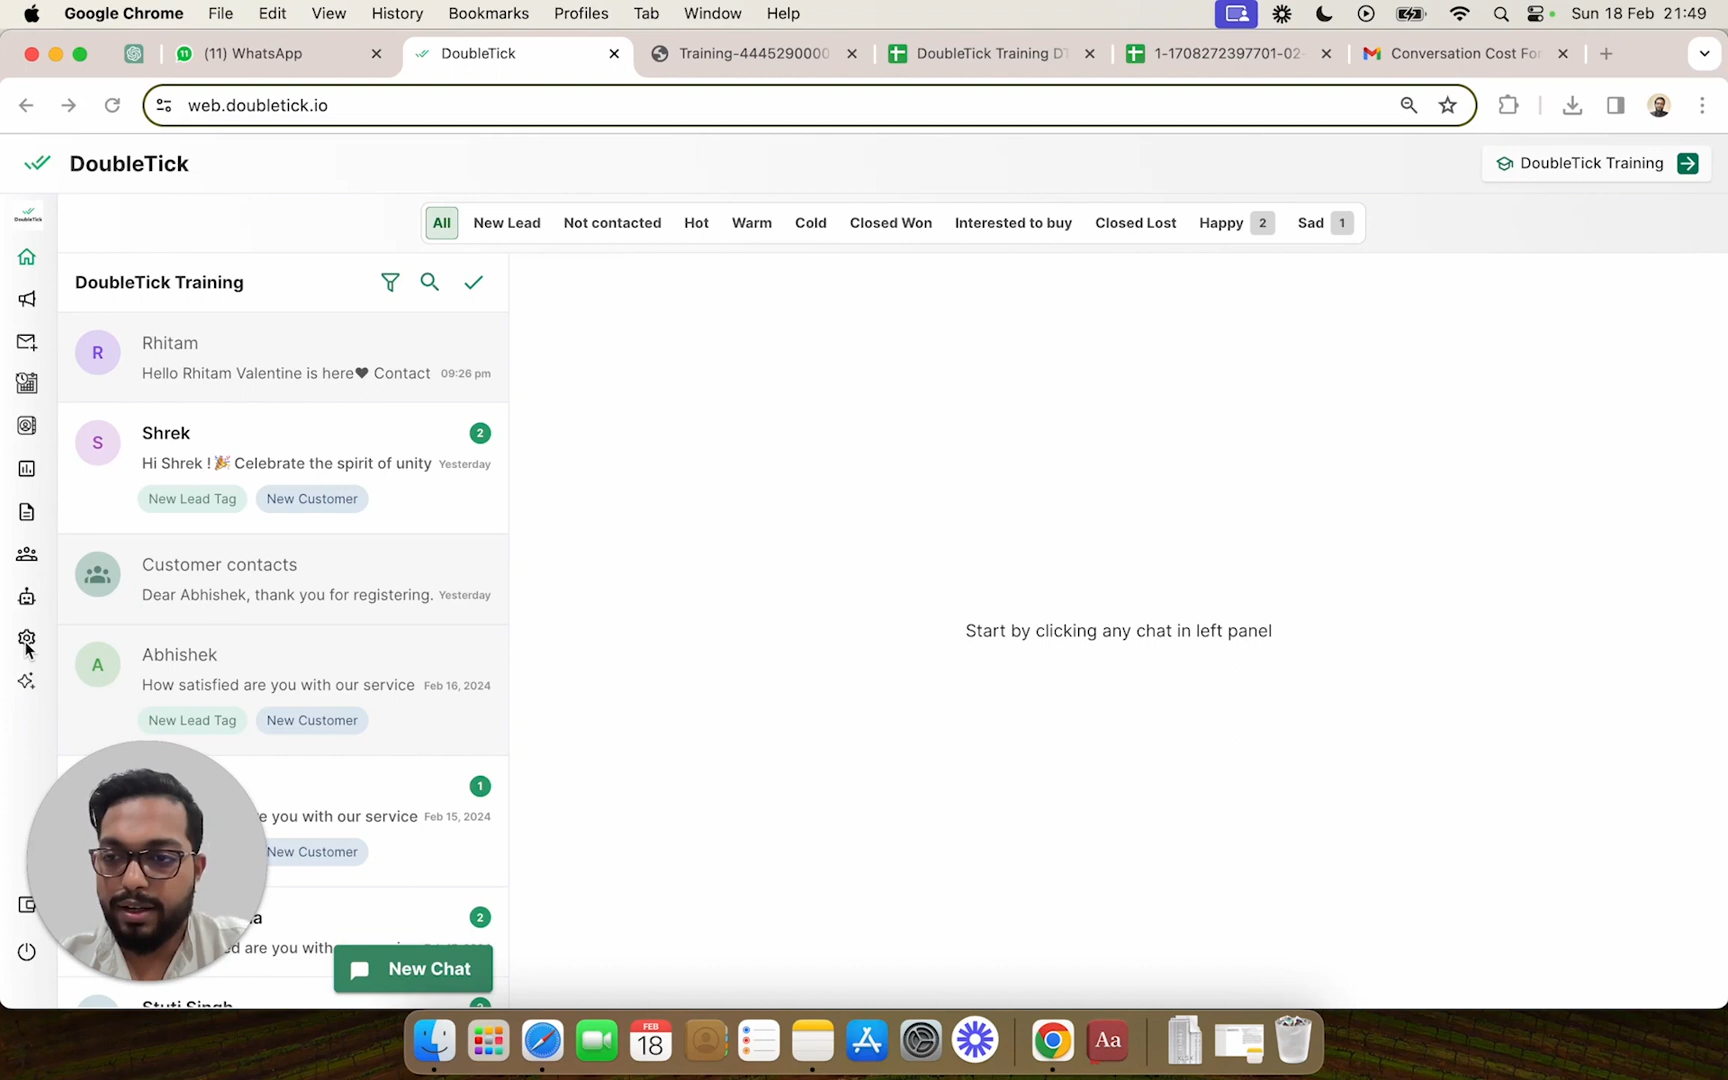 Google Chrome File Edit View History Bookmarks Profiles Tab Window Help Sun 18 Feb 21:49
11 (11) WhatsApp DoubleTick Training-4445290000 DoubleTick Training DT 1-1708272397701-02- Conversation Cost For
web.doubletick.io
DoubleTick DoubleTick Training
DoubleTick
All New Lead Not contacted Hot Warm Cold Closed Won Interested to buy Closed Lost Happy 2 Sad 1
DoubleTick Training
R Rhitam
Hello Rhitam Valentine is here❤ Contact 09:26 pm
S Shrek 2
Hi Shrek ! 🎉 Celebrate the spirit of unity Yesterday
New Lead Tag New Customer
Customer contacts
Dear Abhishek, thank you for registering. Yesterday
Start by clicking any chat in left panel
A Abhishek
How satisfied are you with our service Feb 16, 2024
New Lead Tag New Customer
1
e you with our service Feb 15, 2024
New Customer
a 2
ed are you with
New Chat
Stuti Singh
FEB
18
Aa